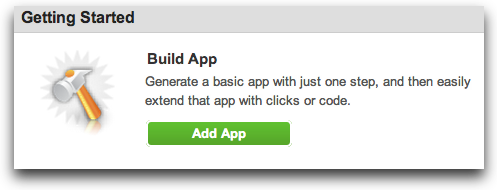 Getting Started
Build App
Generate a basic app with just one step, and then easily
extend that app with clicks or code.
Add App